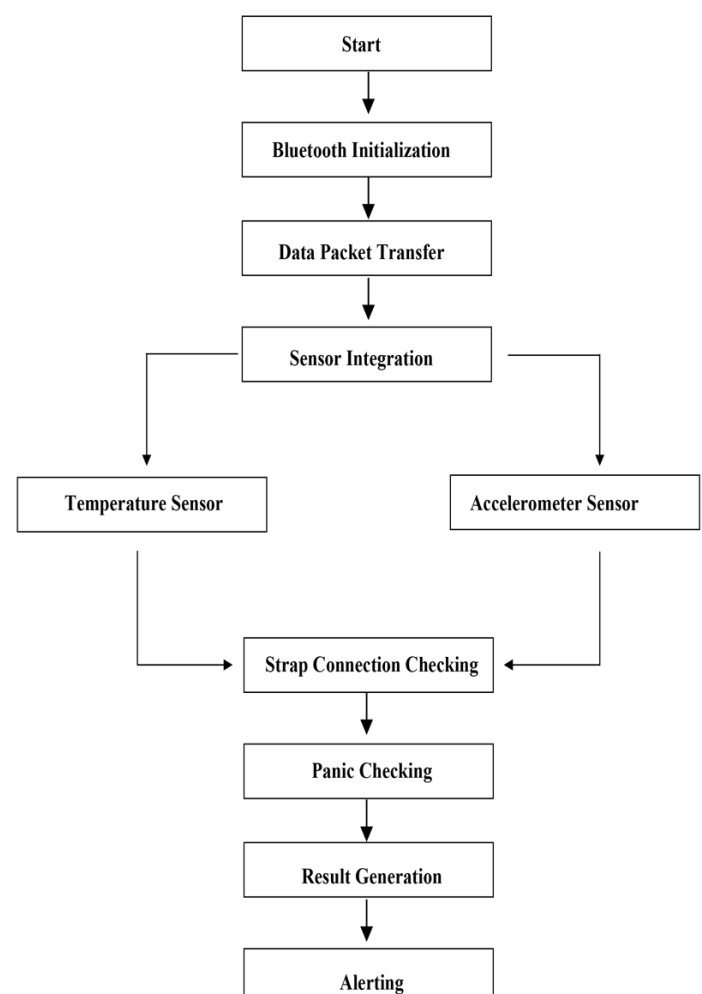 Start
Bluetooth Initialization
Data Packet Transfer
Sensor Integration
Temperature Sensor
Accelerometer Sensor
Strap Connection Checking
Panic Checking
Result Generation
Alerting